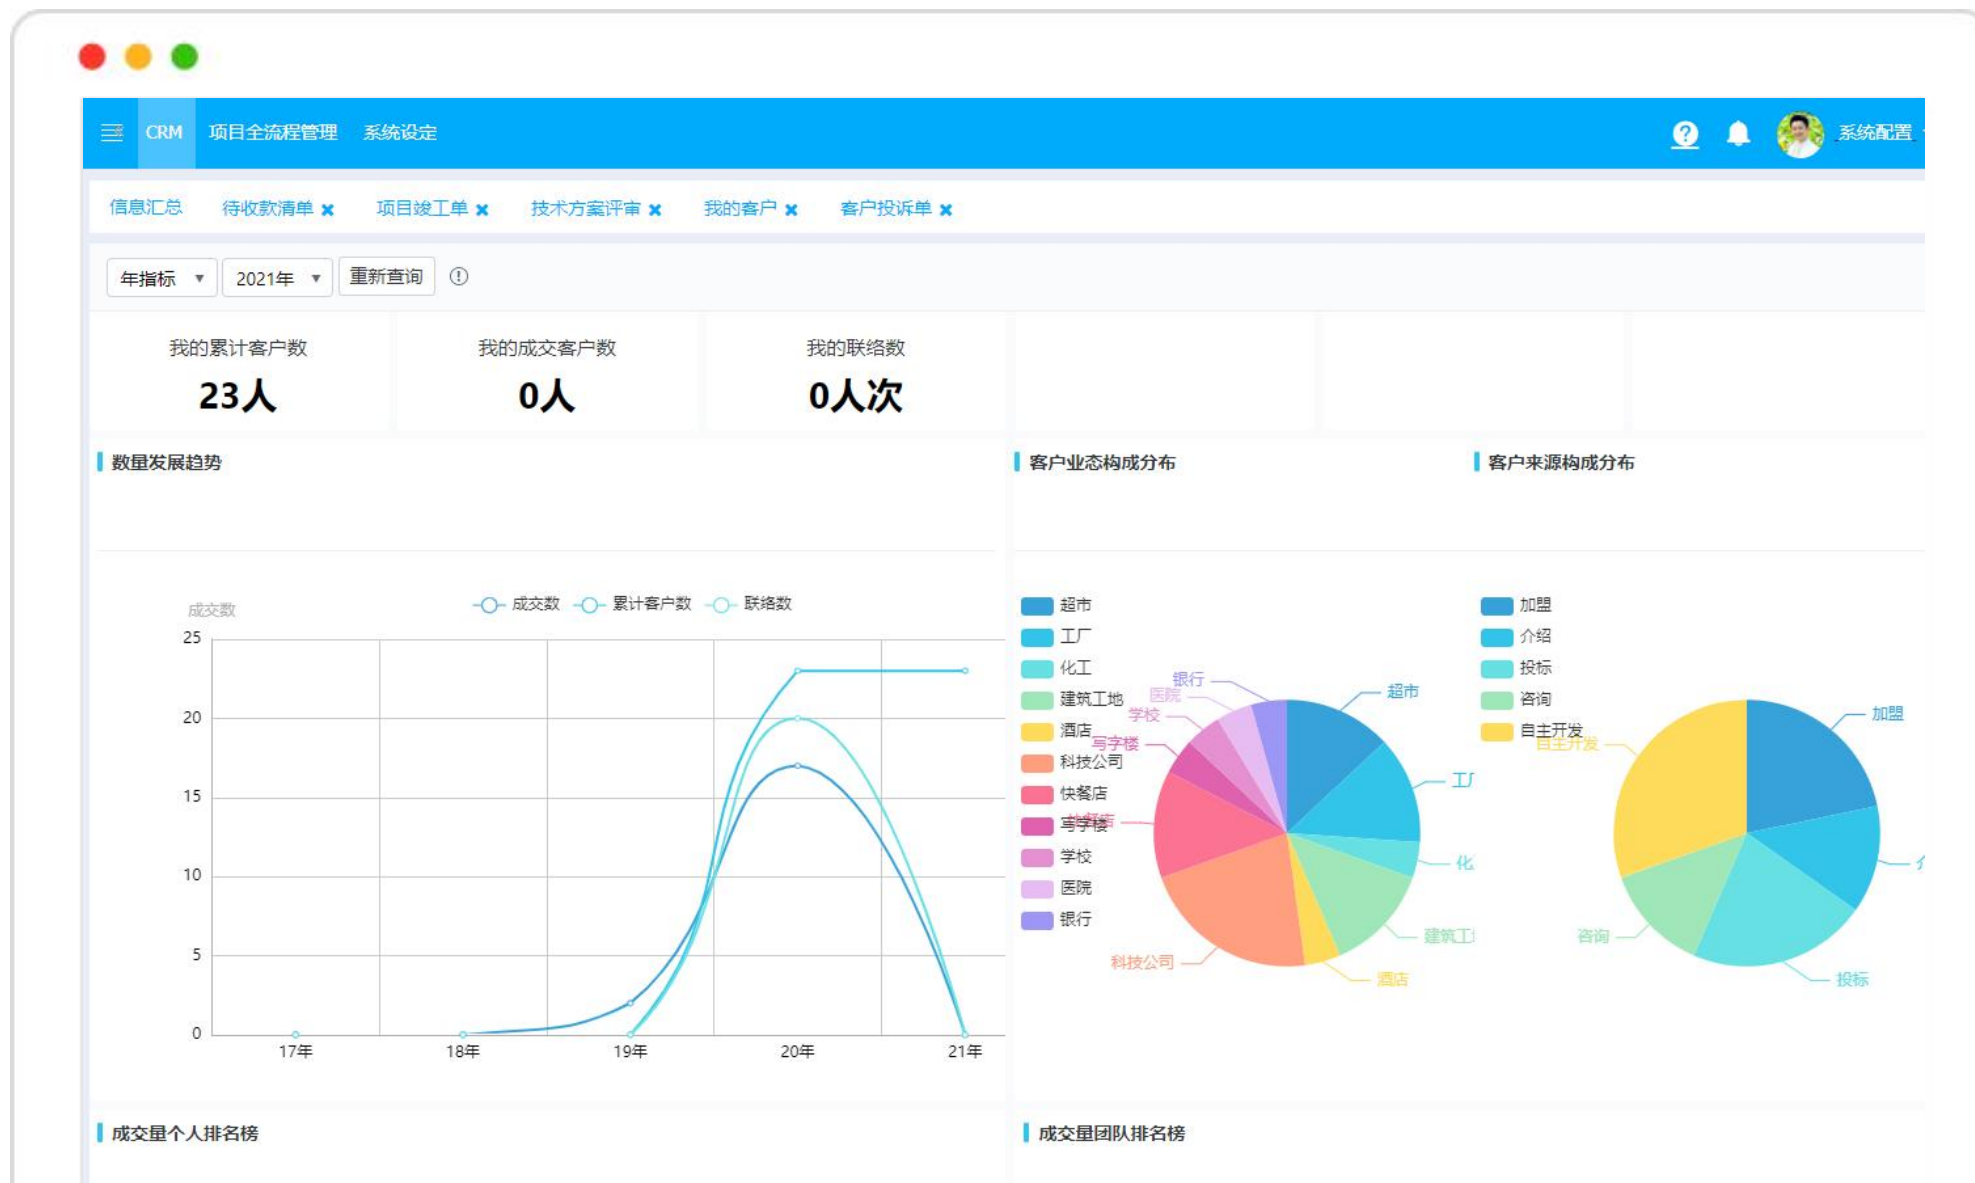 CRM 项目全流程管理 系统设定 系统配置
信息汇总 待收款清单 项目竣工单 技术方案评审 我的客户 客户投诉单
年指标 2021年 重新查询
我的累计客户数 我的成交客户数 我的联络数
23人 0人 0人次
数量发展趋势
成交数
成交数 累计客户数 联络数
25
20
15
10
5
0
17年 18年 19年 20年 21年
客户业态构成分布
超市
工厂
化工
建筑工地
酒店
科技公司
快餐店
写字楼
学校
医院
银行
银行
医院
学校
写字楼
科技公司
超市
工厂
化
建筑工
酒店
客户来源构成分布
加盟
介绍
投标
咨询
自主开发
自主开发
加盟
介
咨询
投标
成交量个人排名榜
成交量团队排名榜